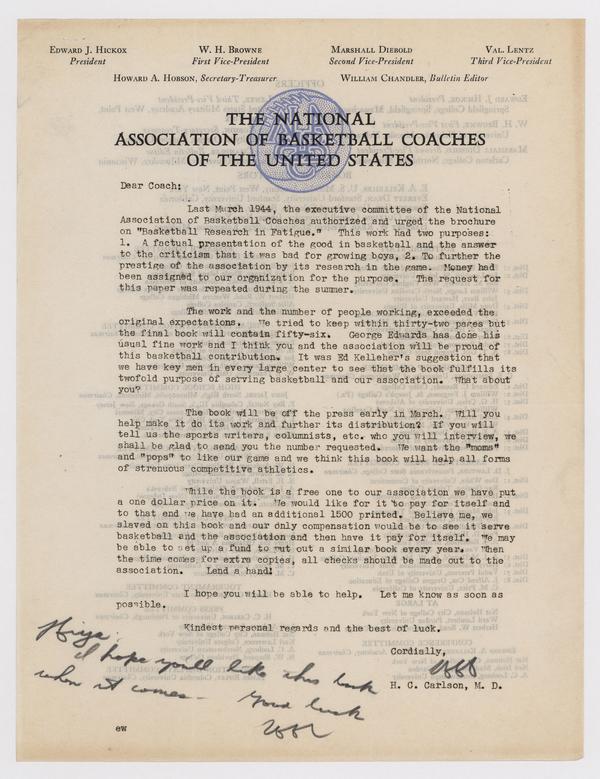 EDWARD J. HICKOX W. H. BROWNE MARSHALL DIEBOLD VAL. LENTZ
President First Vice-President Second Vice-President Third Vice-President
HOWARD A. HOBSON, Secretary-Treasurer WILLIAM CHANDLER, Bulletin Editor
THE NATIONAL
ASSOCIATION OF BASKETBALL COACHES
OF THE UNITED STATES
Dear Coach:
Last March 1944, the executive committee of the National
Association of Basketball Coaches authorized and urged the brochure
on "Basketball Research in Fatigue." This work had two purposes:
1. A factual presentation of the good in basketball and the answer
to the criticism that it was bad for growing boys, 2. To further the
prestige of the association by its research in the game. Money had
been assigned to our organization for the purpose. The request for
this paper was repeated during the summer.
The work and the number of people working, exceeded the
original expectations. We tried to keep within thirty-two pages but
the final book will contain fifty-six. George Edwards has done his
usual fine work and I think you and the association will be proud of
this basketball contribution. It was Ed Kelleher's suggestion that
we have key men in every large center to see that the book fulfills its
twofold purpose of serving basketball and our association. What about
you?
The book will be off the press early in March. Will you
help make it do its work and further its distribution? If you will
tell us the sports writers, columnists, etc. who you will interview, we
shall be glad to send you the number requested. We want the "moms"
and "pops" to like our game and we think this book will help all forms
of strenuous competitive athletics.
While the book is a free one to our association we have put
a one dollar price on it. We would like for it to pay for itself and
to that end we have had an additional 1500 printed. Believe me, we
slaved on this book and our only compensation would be to see it serve
basketball and the association and then have it pay for itself. We may
be able to set up a fund to put out a similar book every year. When
the time comes for extra copies, all checks should be made out to the
association. Lend a hand!
I hope you will be able to help. Let me know as soon as
possible.
Kindest personal regards and the best of luck.
Cordially,
H. C. Carlson, M. D.
I hope you'll like this book
when it comes - Good luck
ew